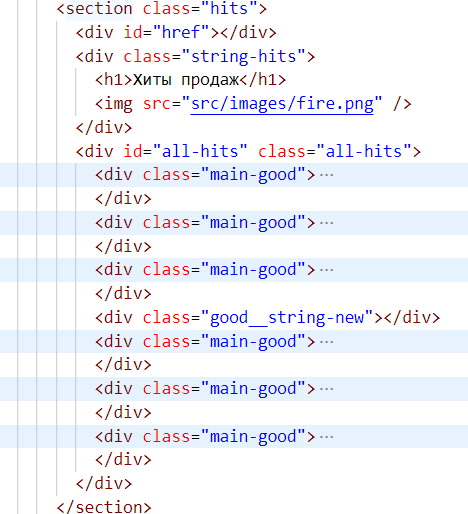 <section class="hits">
<div id="href"></div>
<div class="string-hits">
<h1>Хиты продаж</h1>
<img src="src/images/fire.png" />
</div>
<div id="all-hits" class="all-hits">
<div class="main-good">⋯
</div>
<div class="main-good">⋯
</div>
<div class="main-good">⋯
</div>
<div class="good__string-new"></div>
<div class="main-good">⋯
</div>
<div class="main-good">⋯
</div>
<div class="main-good">⋯
</div>
</div>
</section>